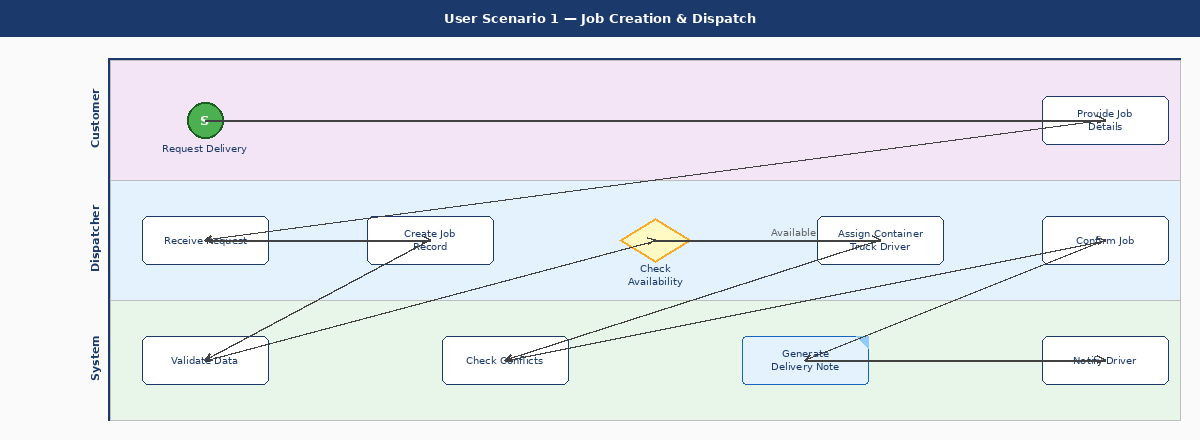 User Scenario 1 — Job Creation & Dispatch
Customer
S
Request Delivery
Provide Job
Details
Dispatcher
Receive Request
Create Job
Record
Check
Availability
Available
Assign Container
Truck Driver
Confirm Job
System
Validate Data
Check Conflicts
Generate
Delivery Note
Notify Driver